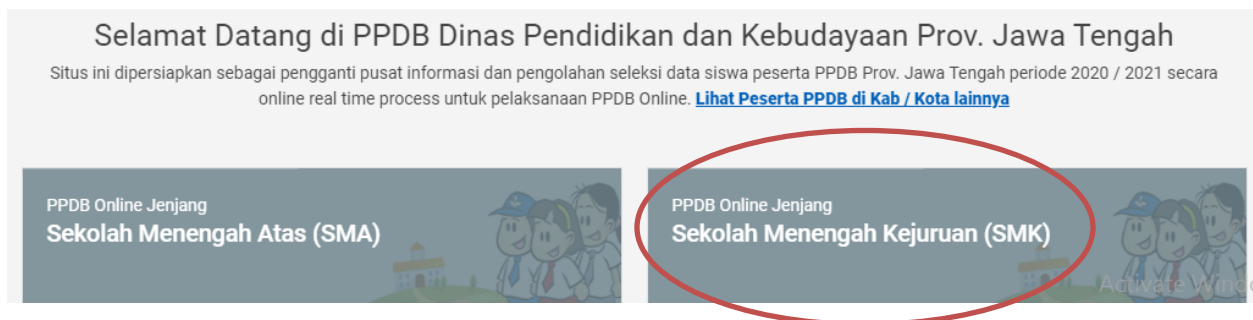 Selamat Datang di PPDB Dinas Pendidikan dan Kebudayaan Prov. Jawa Tengah
Situs ini dipersiapkan sebagai pengganti pusat informasi dan pengolahan seleksi data siswa peserta PPDB Prov. Jawa Tengah periode 2020 / 2021 secara
online real time process untuk pelaksanaan PPDB Online. Lihat Peserta PPDB di Kab / Kota lainnya
PPDB Online Jenjang
Sekolah Menengah Atas (SMA)
PPDB Online Jenjang
Sekolah Menengah Kejuruan (SMK)
Activate